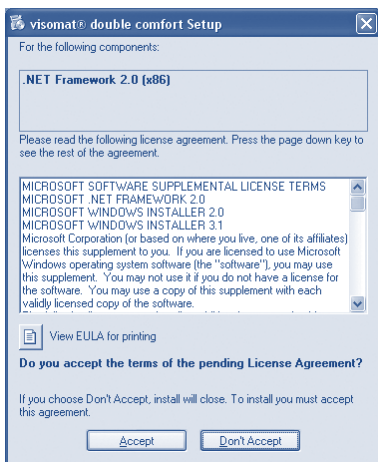 visomat® double comfort Setup
For the following components:
.NET Framework 2.0 (x86)
Please read the following license agreement. Press the page down key to
see the rest of the agreement.
MICROSOFT SOFTWARE SUPPLEMENTAL LICENSE TERMS
MICROSOFT .NET FRAMEWORK 2.0
MICROSOFT WINDOWS INSTALLER 2.0
MICROSOFT WINDOWS INSTALLER 3.1
Microsoft Corporation (or based on where you live, one of its affiliates)
licenses this supplement to you. If you are licensed to use Microsoft
Windows operating system software (the "software"), you may use
this supplement. You may not use it if you do not have a license for
the software. You may use a copy of this supplement with each
validly licensed copy of the software.
View EULA for printing
Do you accept the terms of the pending License Agreement?
If you choose Don't Accept, install will close. To install you must accept
this agreement.
Accept
Don't Accept